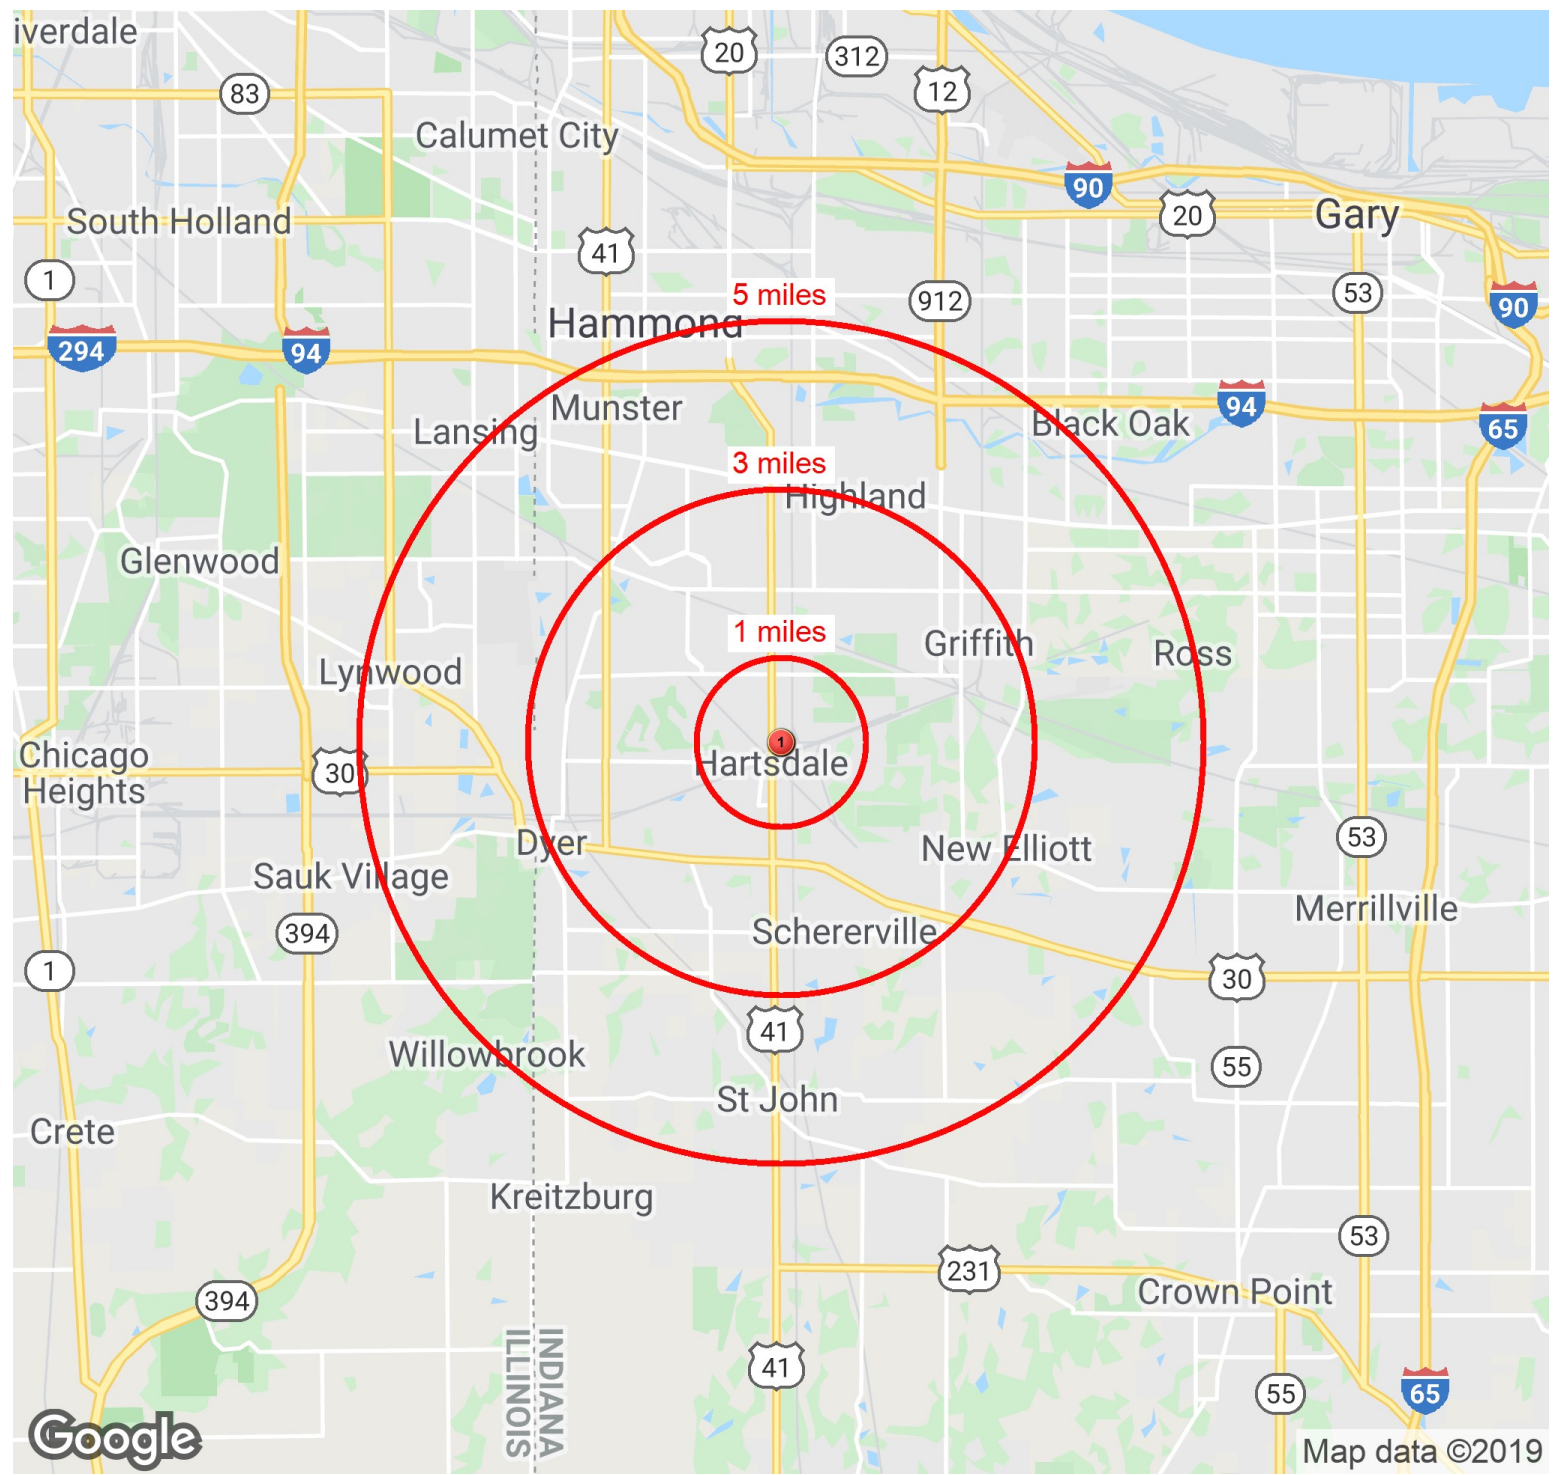 iverdale
20
312
83
12
Calumet City
90
South Holland
20
Gary
41
1
5 miles
912
53
90
Hammond
294
94
Munster
94
Lansing
Black Oak
65
3 miles
Highland
Glenwood
1 miles
Griffith
Ross
Lynwood
1
Chicago
Heights
30
Hartsdale
53
Dyer
New Elliott
Sauk Village
Merrillville
394
Schererville
1
30
41
Willowbrook
55
St John
Crete
Kreitzburg
53
231
394
Crown Point
ILLINOIS
INDIANA
41
55
65
Google
Map data ©2019